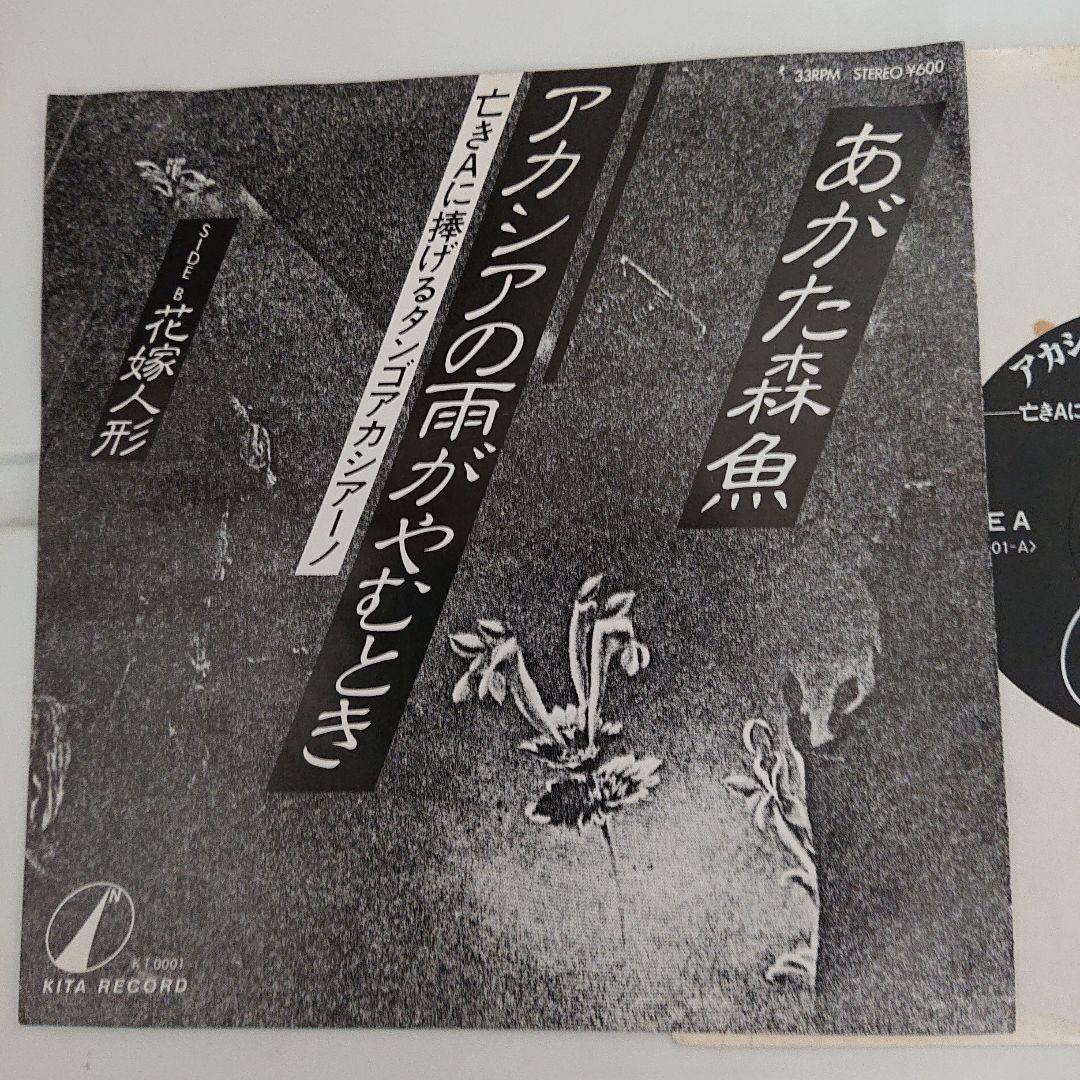 33RPM STEREO ¥600
あがた森魚
アカシアの雨がやむとき
亡きAに捧げるタンゴアカシアーノ
SIDE B
花嫁人形
N
KT0001
KITA RECORD
アカシ
亡きAに
E A
01-A〉